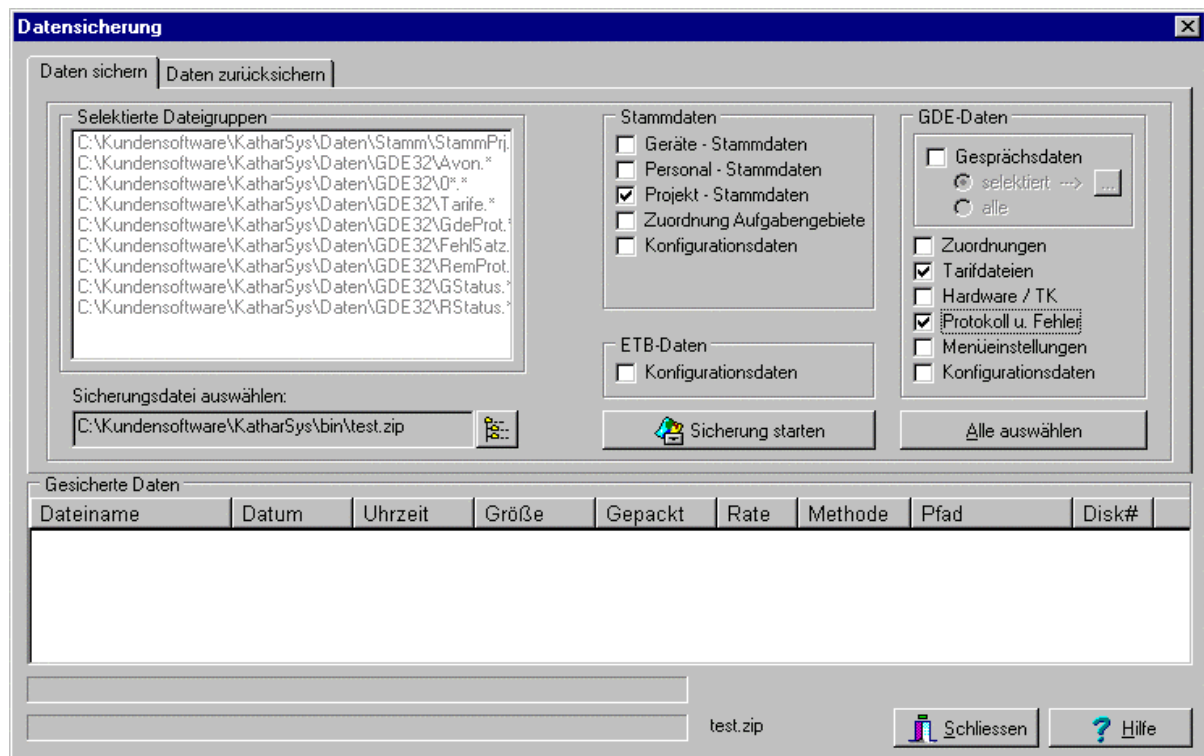 Datensicherung
Daten sichern
Daten zurücksichern
Selektierte Dateigruppen
C:\Kundensoftware\KatharSys\Daten\Stamm\StammPrj.
C:\Kundensoftware\KatharSys\Daten\GDE32\Avon.*
C:\Kundensoftware\KatharSys\Daten\GDE32\0*.*
C:\Kundensoftware\KatharSys\Daten\GDE32\Tarife.*
C:\Kundensoftware\KatharSys\Daten\GDE32\GdeProt.*
C:\Kundensoftware\KatharSys\Daten\GDE32\FehlSatz.
C:\Kundensoftware\KatharSys\Daten\GDE32\RemProt.
C:\Kundensoftware\KatharSys\Daten\GDE32\GStatus.*
C:\Kundensoftware\KatharSys\Daten\GDE32\RStatus.*
Sicherungsdatei auswählen:
C:\Kundensoftware\KatharSys\bin\test.zip
Stammdaten
Geräte - Stammdaten
Personal - Stammdaten
Projekt - Stammdaten
Zuordnung Aufgabengebiete
Konfigurationsdaten
ETB-Daten
Konfigurationsdaten
Sicherung starten
GDE-Daten
Gesprächsdaten
selektiert ---> ...
alle
Zuordnungen
Tarifdateien
Hardware / TK
Protokoll u. Fehler
Menüeinstellungen
Konfigurationsdaten
Alle auswählen
Gesicherte Daten
Dateiname Datum Uhrzeit Größe Gepackt Rate Methode Pfad Disk#
test.zip
Schliessen
Hilfe